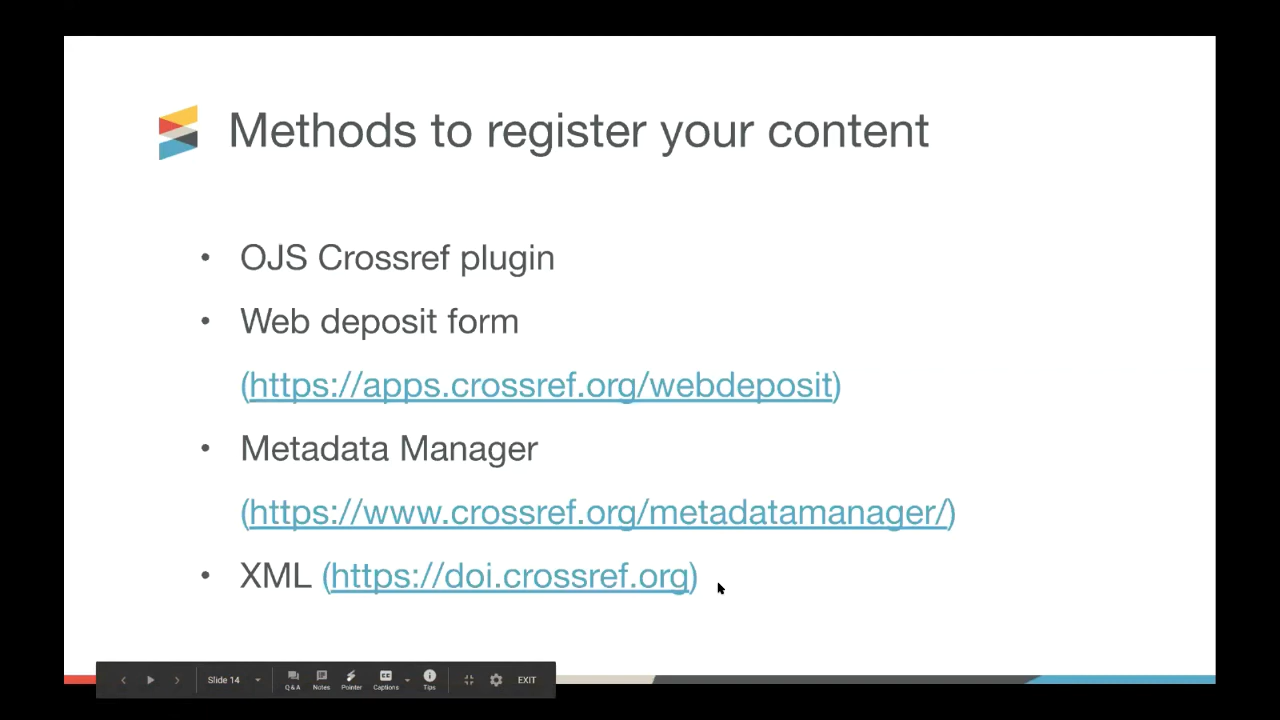 Methods to register your content
• OJS Crossref plugin
• Web deposit form
(https://apps.crossref.org/webdeposit)
• Metadata Manager
(https://www.crossref.org/metadatamanager/)
• XML (https://doi.crossref.org)
Slide 14
Q&A Notes Pointer Captions Tips
EXIT